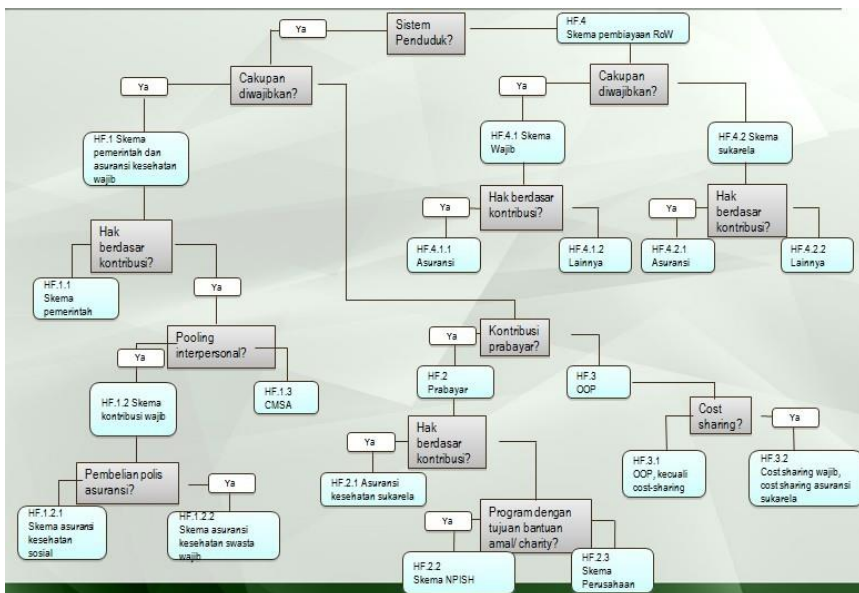 Sistem
Penduduk?
Ya
HF.4
Skema pembiayaan RoW
Cakupan
diwajibkan?
Ya
Cakupan
diwajibkan?
Ya
HF.1 Skema
pemerintah dan
asuransi kesehatan
wajib
HF.4.1 Skema
Wajib
HF.4.2 Skema
sukarela
Hak
berdasar
kontribusi?
Ya
Hak berdasar
kontribusi?
Ya
Hak
berdasar
kontribusi?
HF.4.1.1
Asuransi
HF.4.1.2
Lainnya
HF.4.2.1
Asuransi
HF.4.2.2
Lainnya
HF.1.1
Skema
pemerintah
Ya
Pooling
interpersonal?
Ya
Kontribusi
prabayar?
Ya
HF.1.2 Skema
kontribusi wajib
HF.1.3
CMSA
HF.2
Prabayar
HF.3
OOP
Hak
berdasar
kontribusi?
Ya
Cost
sharing?
Ya
Pembelian polis
asuransi?
Ya
HF.2.1 Asuransi
kesehatan sukarela
HF.3.1
OOP, kecuali
cost-sharing
HF.3.2
Cost sharing wajib,
cost sharing asuransi
sukarela
HF.1.2.1
Skema asuransi
kesehatan
sosial
HF.1.2.2
Skema asuransi
kesehatan swasta
wajib
Ya
Program dengan
tujuan bantuan
amal/ charity?
HF.2.2
Skema NPISH
HF.2.3
Skema
Perusahaan